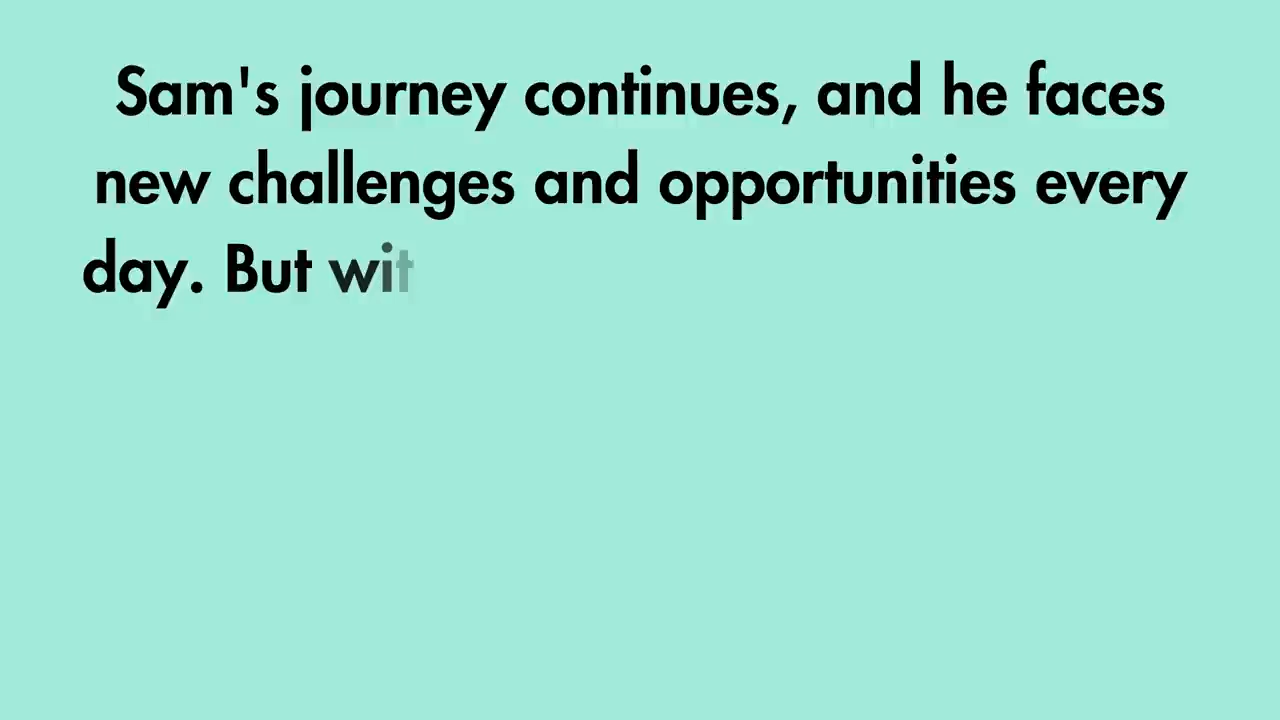 Sam's journey continues, and he faces
new challenges and opportunities every
day. But wit